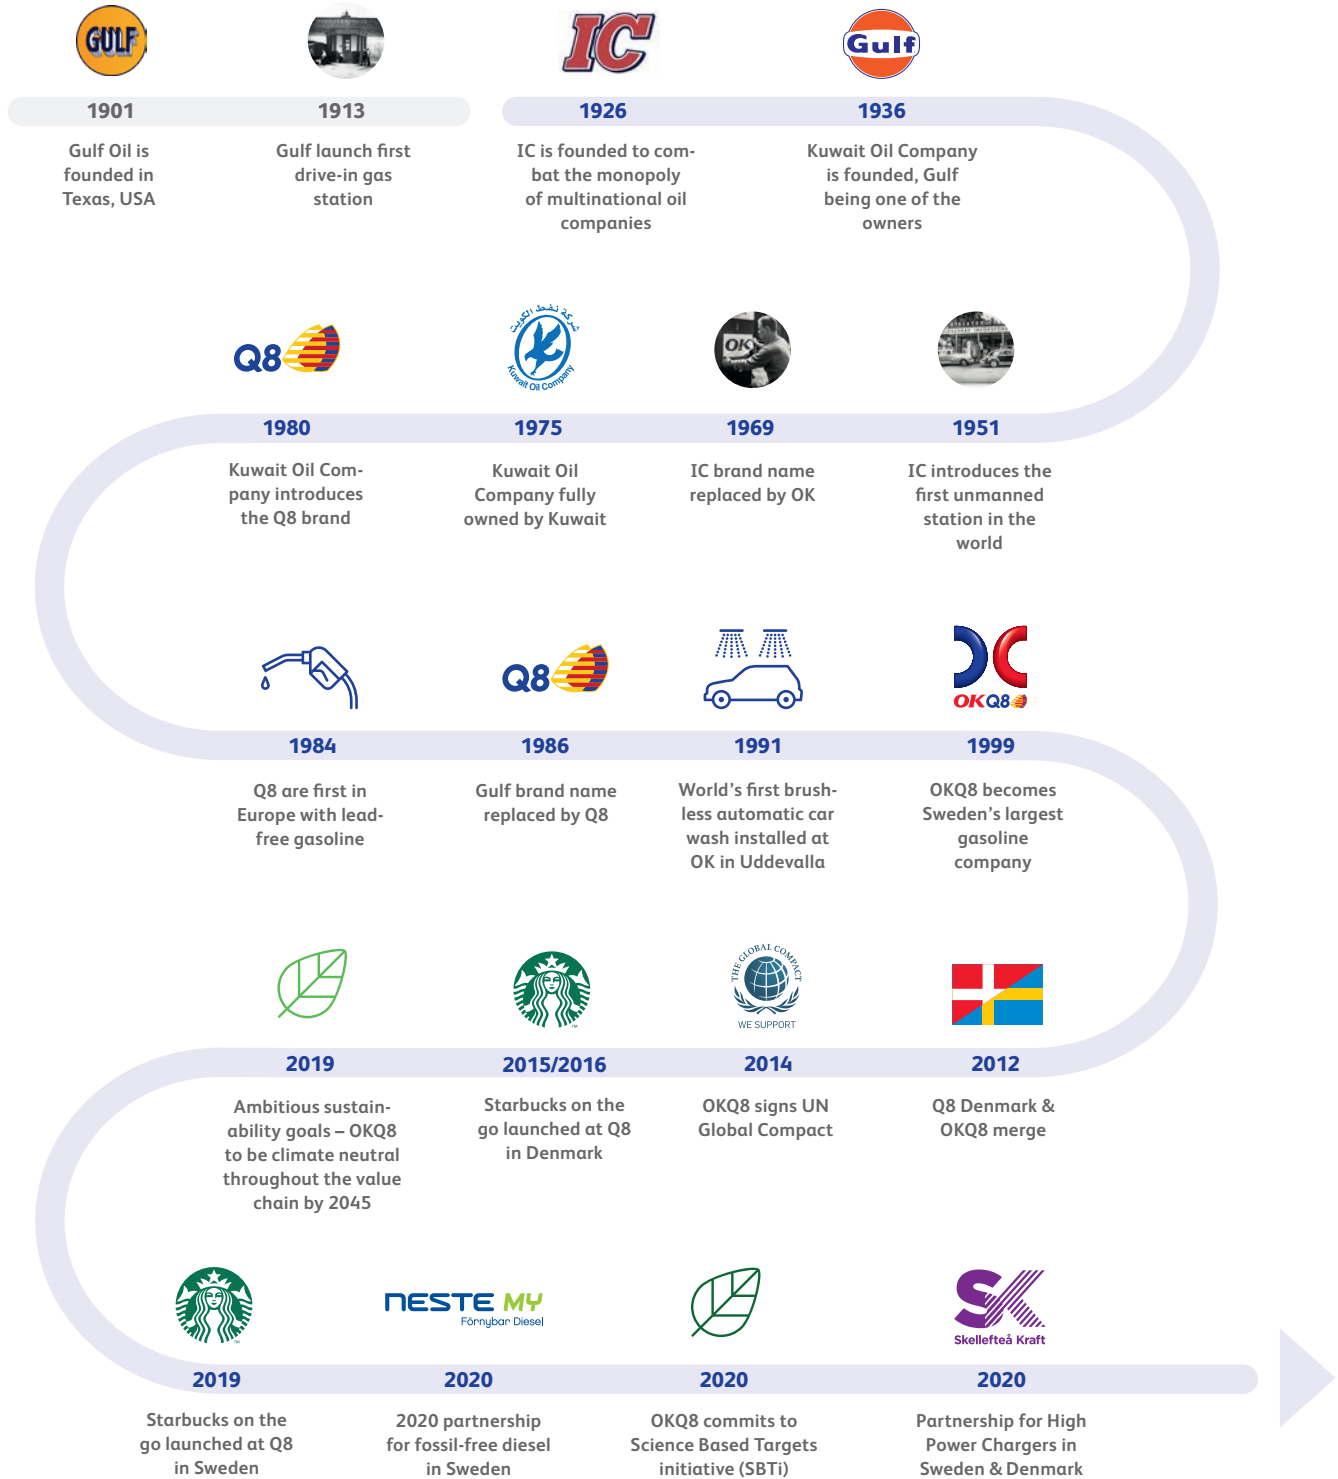 GULF
IC
Gulf
1901
1913
1926
1936
Gulf Oil is
founded in
Texas, USA
Gulf launch first
drive-in gas
station
IC is founded to com-
bat the monopoly
of multinational oil
companies
Kuwait Oil Company
is founded, Gulf
being one of the
owners
Q8
شركة نفط الكويت
Kuwait Oil Company
OK
1980
1975
1969
1951
Kuwait Oil Com-
pany introduces
the Q8 brand
Kuwait Oil
Company fully
owned by Kuwait
IC brand name
replaced by OK
IC introduces the
first unmanned
station in the
world
Q8
OKQ8
1984
1986
1991
1999
Q8 are first in
Europe with lead-
free gasoline
Gulf brand name
replaced by Q8
World's first brush-
less automatic car
wash installed at
OK in Uddevalla
OKQ8 becomes
Sweden's largest
gasoline
company
THE GLOBAL COMPACT
WE SUPPORT
2019
2015/2016
2014
2012
Ambitious sustain-
ability goals – OKQ8
to be climate neutral
throughout the value
chain by 2045
Starbucks on the
go launched at Q8
in Denmark
OKQ8 signs UN
Global Compact
Q8 Denmark &
OKQ8 merge
NESTE MY
Förnybar Diesel
SK
Skellefteå Kraft
2019
2020
2020
2020
Starbucks on the
go launched at Q8
in Sweden
2020 partnership
for fossil-free diesel
in Sweden
OKQ8 commits to
Science Based Targets
initiative (SBTi)
Partnership for High
Power Chargers in
Sweden & Denmark